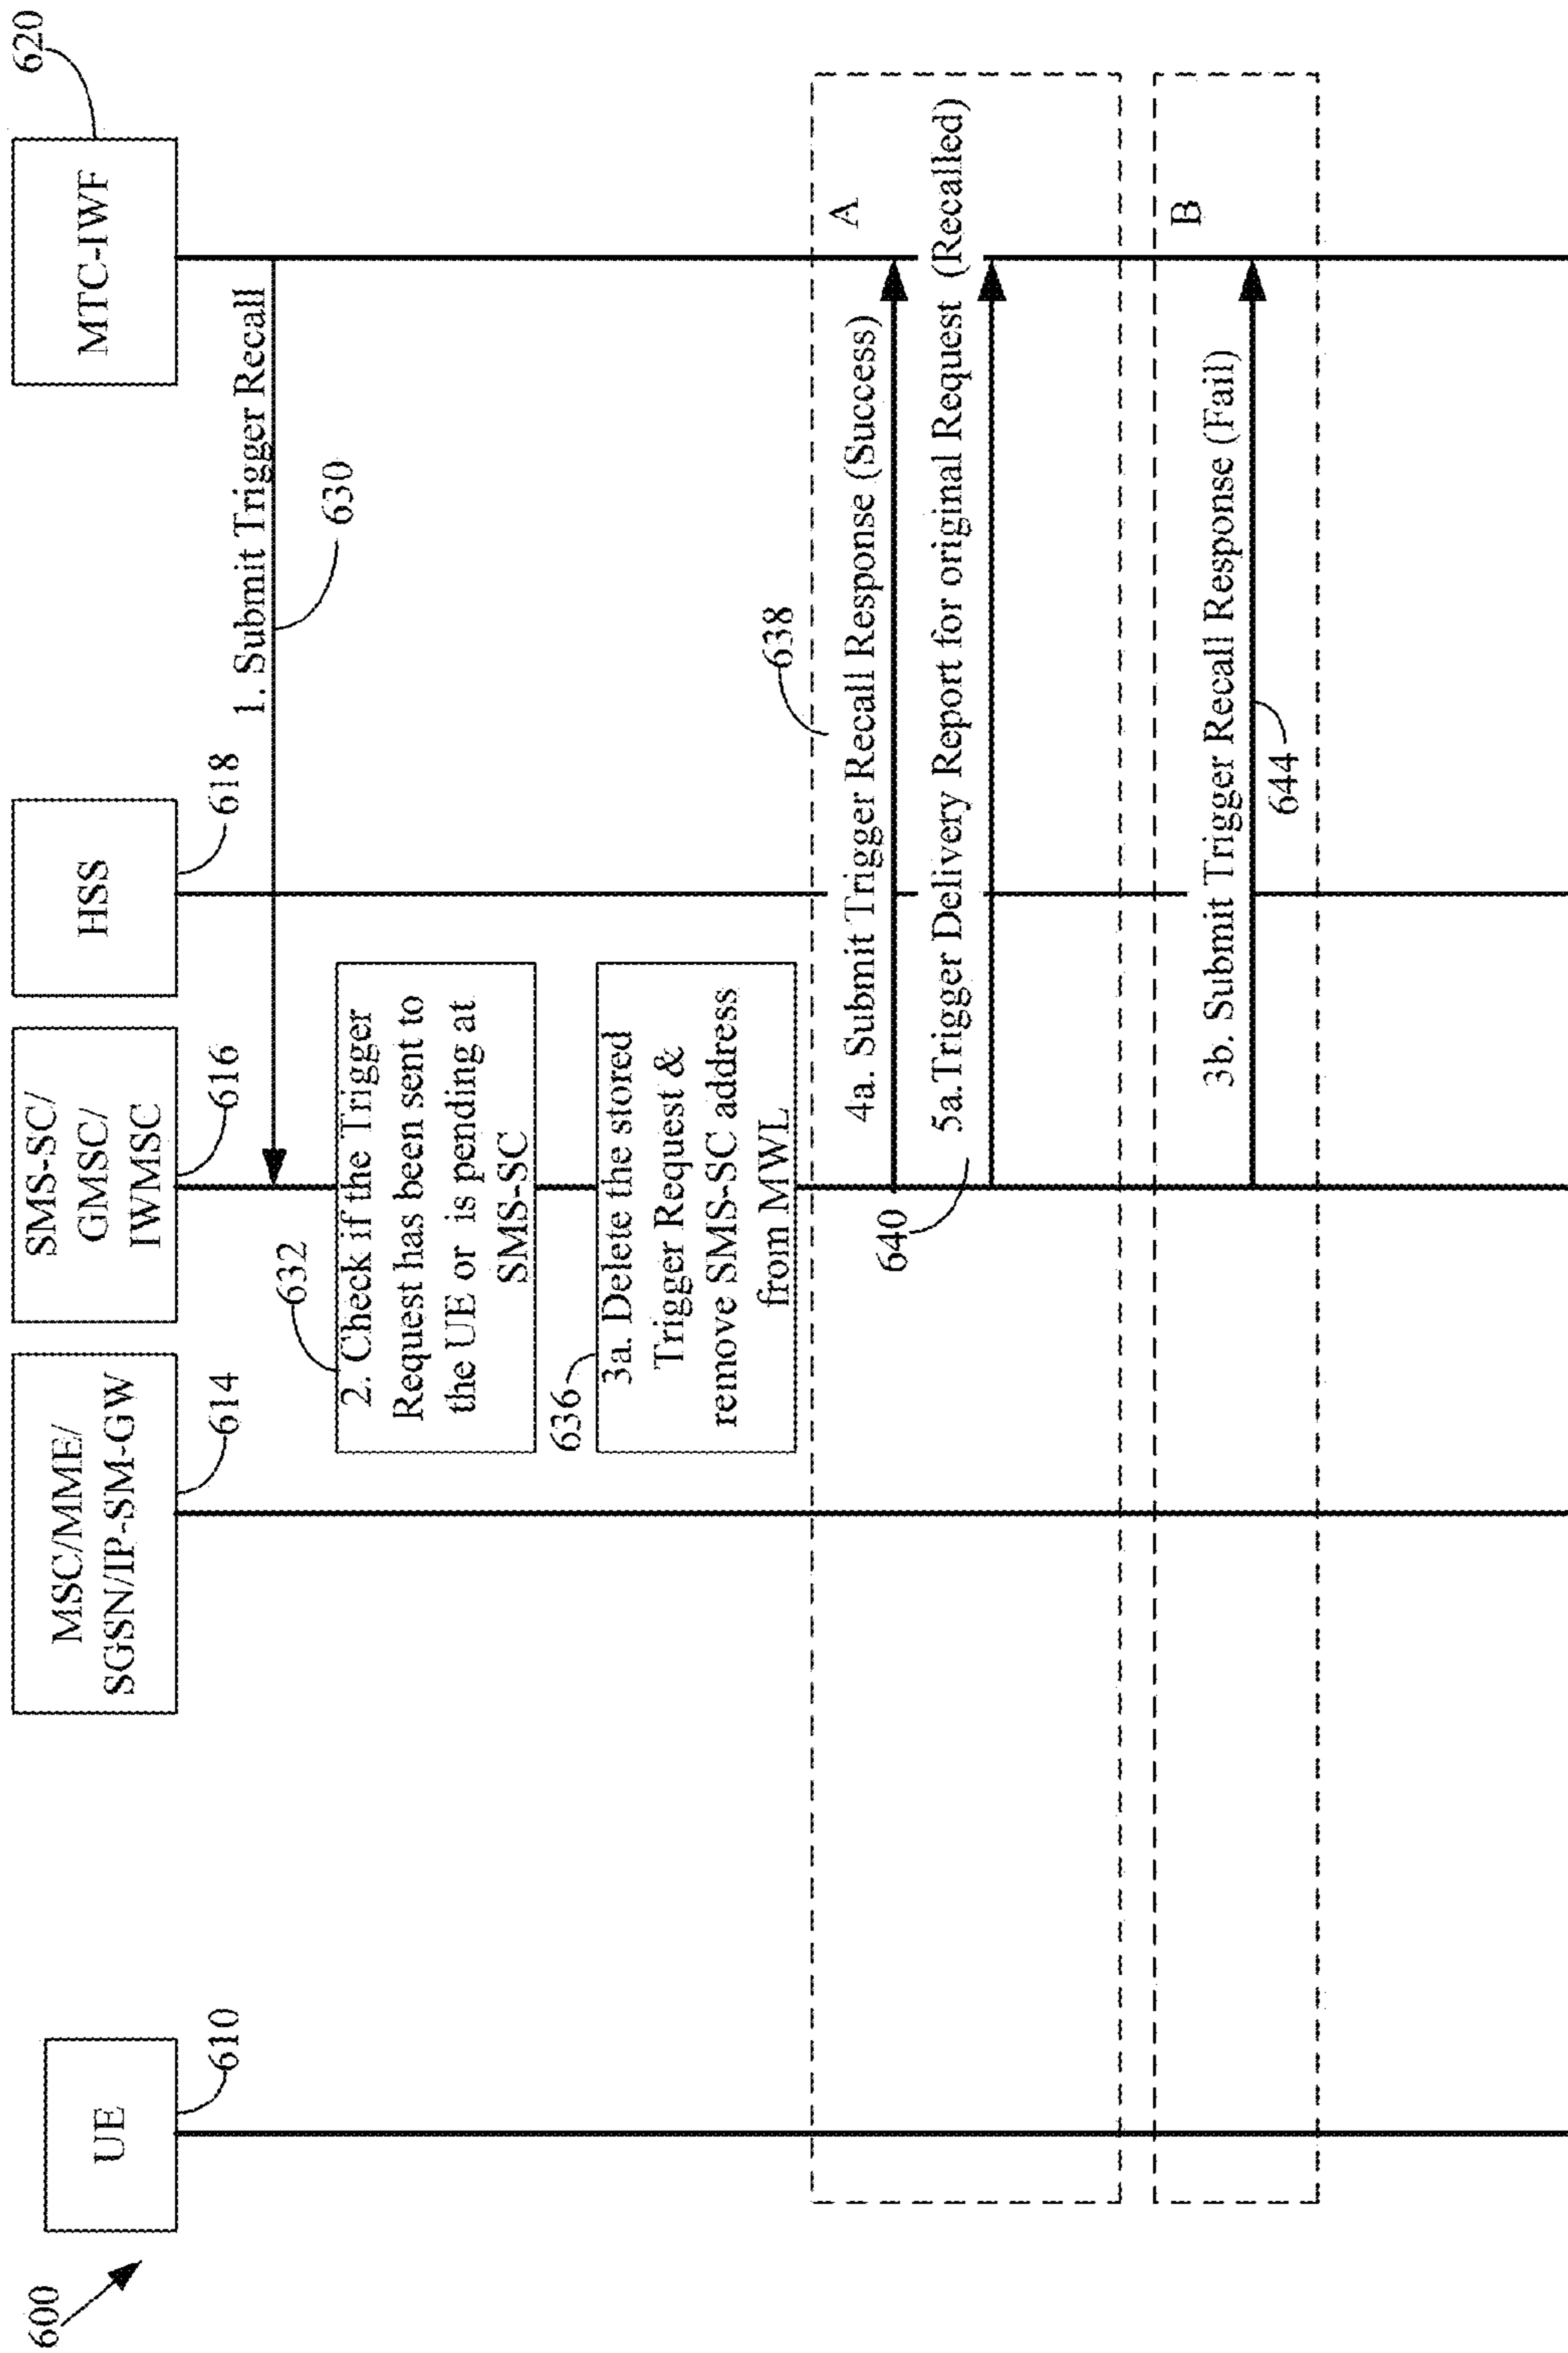 600
UE
610
MSC/MME/
SGSN/IP-SM-GW
614
SMS-SC/
GMSC/
IWMSC
616
HSS
618
MTC-IWF
620
1. Submit Trigger Recall
630
632
2. Check if the Trigger
Request has been sent to
the UE or is pending at
SMS-SC
636
3a. Delete the stored
Trigger Request &
remove SMS-SC address
from MWL
638
A
4a. Submit Trigger Recall Response (Success)
640
5a.Trigger Delivery Report for original Request (Recalled)
B
3b. Submit Trigger Recall Response (Fail)
644